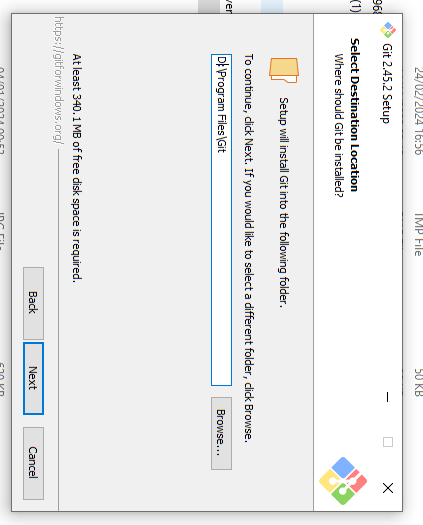 24/02/2024 16:56
TMP File
50 KB
Git 2.45.2 Setup
Select Destination Location
Where should Git be installed?
Setup will install Git into the following folder.
To continue, click Next. If you would like to select a different folder, click Browse.
D:\Program Files\Git
Browse...
At least 340.1 MB of free disk space is required.
https://gitforwindows.org/
Back
Next
Cancel